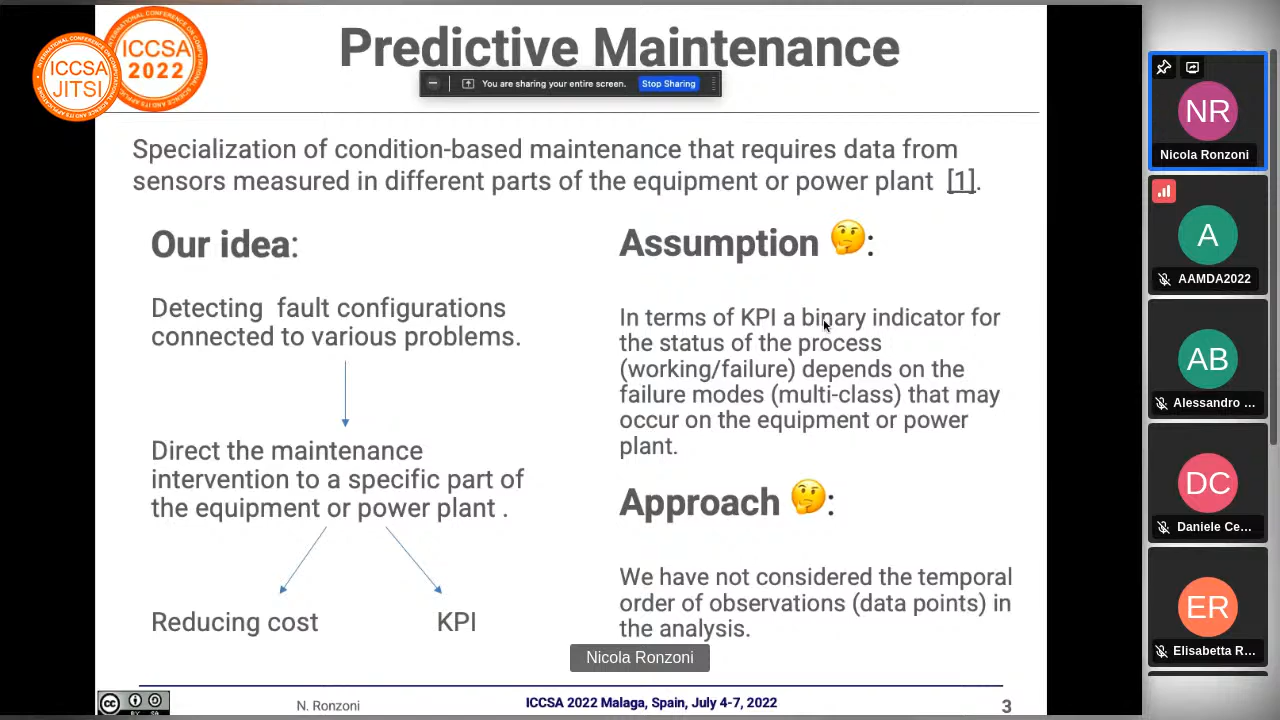 ICCSA
JITSI
ICCSA
2022
Predictive Maintenance
You are sharing your entire screen. Stop Sharing
Specialization of condition-based maintenance that requires data from
sensors measured in different parts of the equipment or power plant [1].
Our idea:
Detecting fault configurations
connected to various problems.
Direct the maintenance
intervention to a specific part of
the equipment or power plant .
Reducing cost
KPI
Assumption 🤔:
In terms of KPI a binary indicator for
the status of the process
(working/failure) depends on the
failure modes (multi-class) that may
occur on the equipment or power
plant.
Approach 🤔:
We have not considered the temporal
order of observations (data points) in
the analysis.
Nicola Ronzoni
N. Ronzoni
ICCSA 2022 Malaga, Spain, July 4-7, 2022
3
NR
Nicola Ronzoni
A
AAMDA2022
AB
Alessandro ...
DC
Daniele Ce...
ER
Elisabetta R...